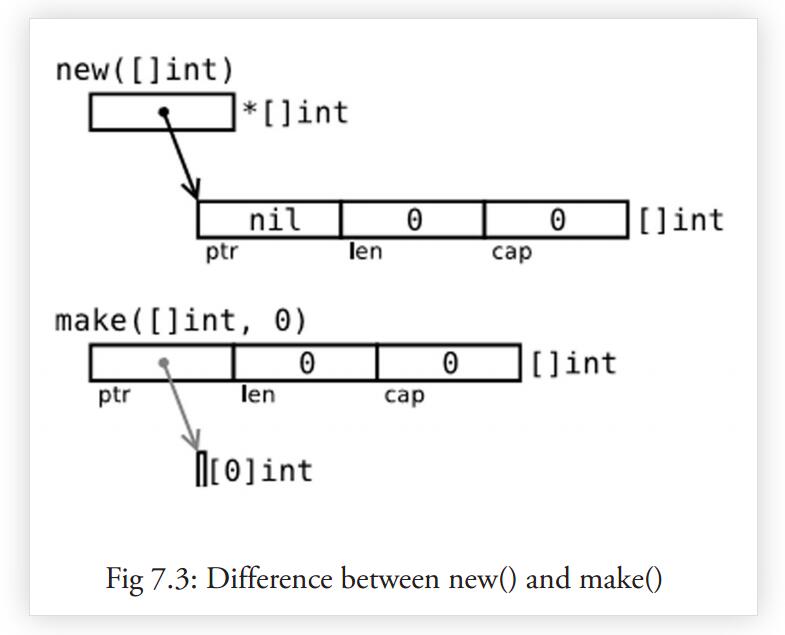 new([]int)
*[]int
nil 0 0 []int
ptr len cap
make([]int, 0)
0 0 []int
ptr len cap
[0]int
Fig 7.3: Difference between new() and make()